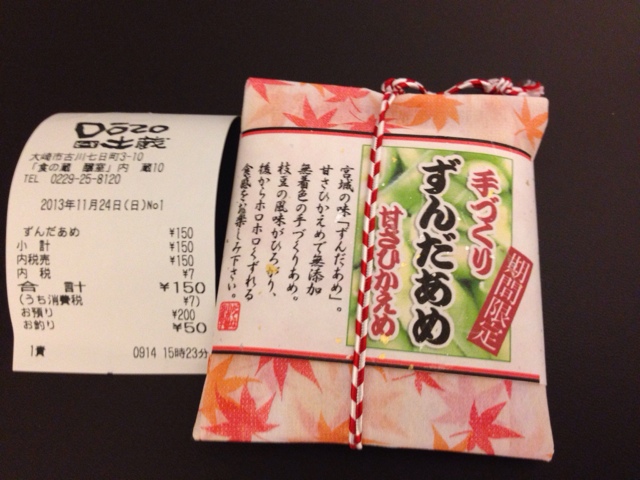 Dozo
大崎市古川七日町3-10
「食の蔵 醸室」内 蔵10
TEL 0229-25-8120
2013年11月24日(日)No1
ずんだあめ ¥150
小 計 ¥150
内税売 ¥150
内 税 ¥7
合 計 ¥150
(うち消費税 ¥7)
お預り ¥200
お釣り ¥50
1責 0914 15時23分
手づくり
ずんだあめ
甘さひかえめ
期間限定
宮城の味「ずんだあめ」。
甘さひかえめで無添加
無着色の手づくりあめ。
枝豆の風味がひろがり、
後からホロホロくずれる
食感をお楽しみ下さい。